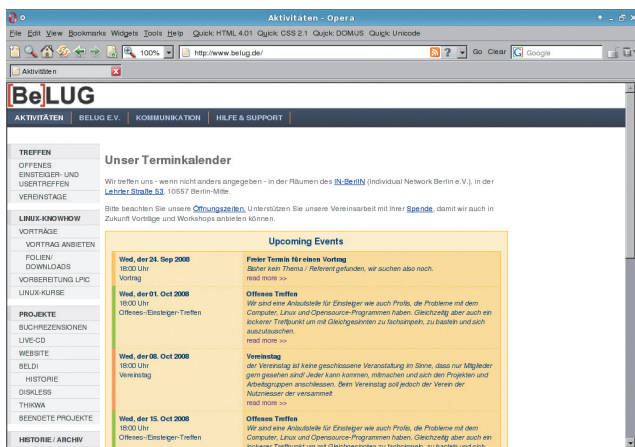 Aktivitäten - Opera
File Edit View Bookmarks Widgets Tools Help Quick: HTML 4.01 Quick: CSS 2.1 Quick: DOM/JS Quick: Unicode
100% http://www.belug.de/ ? Go Clear G Google
Aktivitäten
[Be]LUG
AKTIVITÄTEN BELUG E.V. KOMMUNIKATION HILFE & SUPPORT
TREFFEN
OFFENES
EINSTEIGER- UND
USERTREFFEN
VEREINSTAGE
LINUX-KNOWHOW
VORTRÄGE
VORTRAG ANBIETEN
FOLIEN/
DOWNLOADS
VORBEREITUNG LPIC
LINUX-KURSE
PROJEKTE
BUCHREZENSIONEN
LIVE-CD
WEBSITE
BELDI
HISTORIE
DISKLESS
THIKWA
BEENDETE PROJEKTE
HISTORIE / ARCHIV
Unser Terminkalender
Wir treffen uns - wenn nicht anders angegeben - in der Räumen des IN-BerlIN (Individual Network Berlin e.V.), in der
Lehrter Straße 53, 10557 Berlin-Mitte.
Bitte beachten Sie unsere Öffnungszeiten. Unterstützen Sie unsere Vereinsarbeit mit Ihrer Spende, damit wir auch in
Zukunft Vorträge und Workshops anbieten können.
Upcoming Events
Wed, der 24. Sep 2008
18:00 Uhr
Vortrag
Freier Termin für einen Vortrag
Bisher kein Thema / Referent gefunden, wir suchen also noch.
read more >>
Wed, der 01. Oct 2008
18:00 Uhr
Offenes-/Einsteiger-Treffen
Offenes Treffen
Wir sind eine Anlaufstelle für Einsteiger wie auch Profis, die Probleme mit dem
Computer, Linux und Opensource-Programmen haben. Gleichzeitig aber auch ein
lockerer Treffpunkt um mit Gleichgesinnten zu fachsimpeln, zu basteln und sich
auszutauschen.
read more >>
Wed, der 08. Oct 2008
18:00 Uhr
Vereinstag
Vereinstag
der Vereinstag ist keine geschlossene Veranstaltung im Sinne, dass nur Mitglieder
gern gesehen sind! Jeder kann kommen, mitmachen und sich den Projekten und
Arbeitsgruppen anschliessen. Beim Vereinstag soll jedoch der Verein der
Nutzniesser der versammelt
read more >>
Wed, der 15. Oct 2008
18:00 Uhr
Offenes-/Einsteiger-Treffen
Offenes Treffen
Wir sind eine Anlaufstelle für Einsteiger wie auch Profis, die Probleme mit dem
Computer, Linux und Opensource-Programmen haben. Gleichzeitig aber auch ein
lockerer Treffpunkt um mit Gleichgesinnten zu fachsimpeln, zu basteln und sich